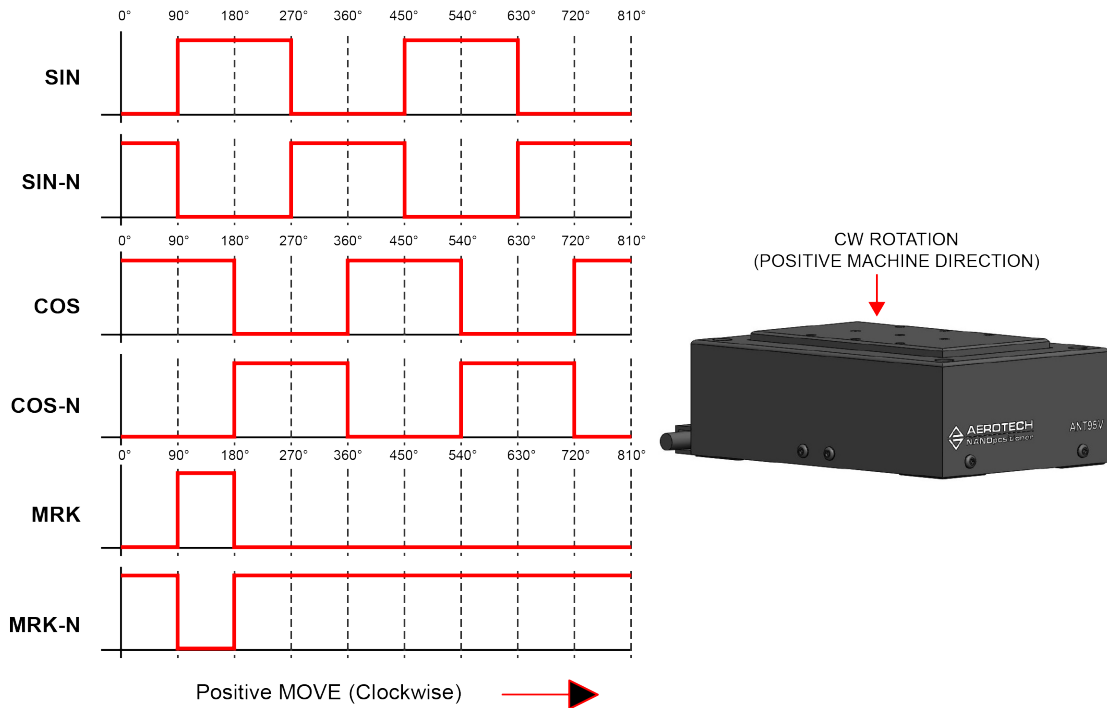 0° 90° 180° 270° 360° 450° 540° 630° 720° 810°
SIN
SIN-N
0° 90° 180° 270° 360° 450° 540° 630° 720° 810°
COS
COS-N
0° 90° 180° 270° 360° 450° 540° 630° 720° 810°
MRK
MRK-N
Positive MOVE (Clockwise)
CW ROTATION
(POSITIVE MACHINE DIRECTION)
AEROTECH
NANOpositioner
ANT95V